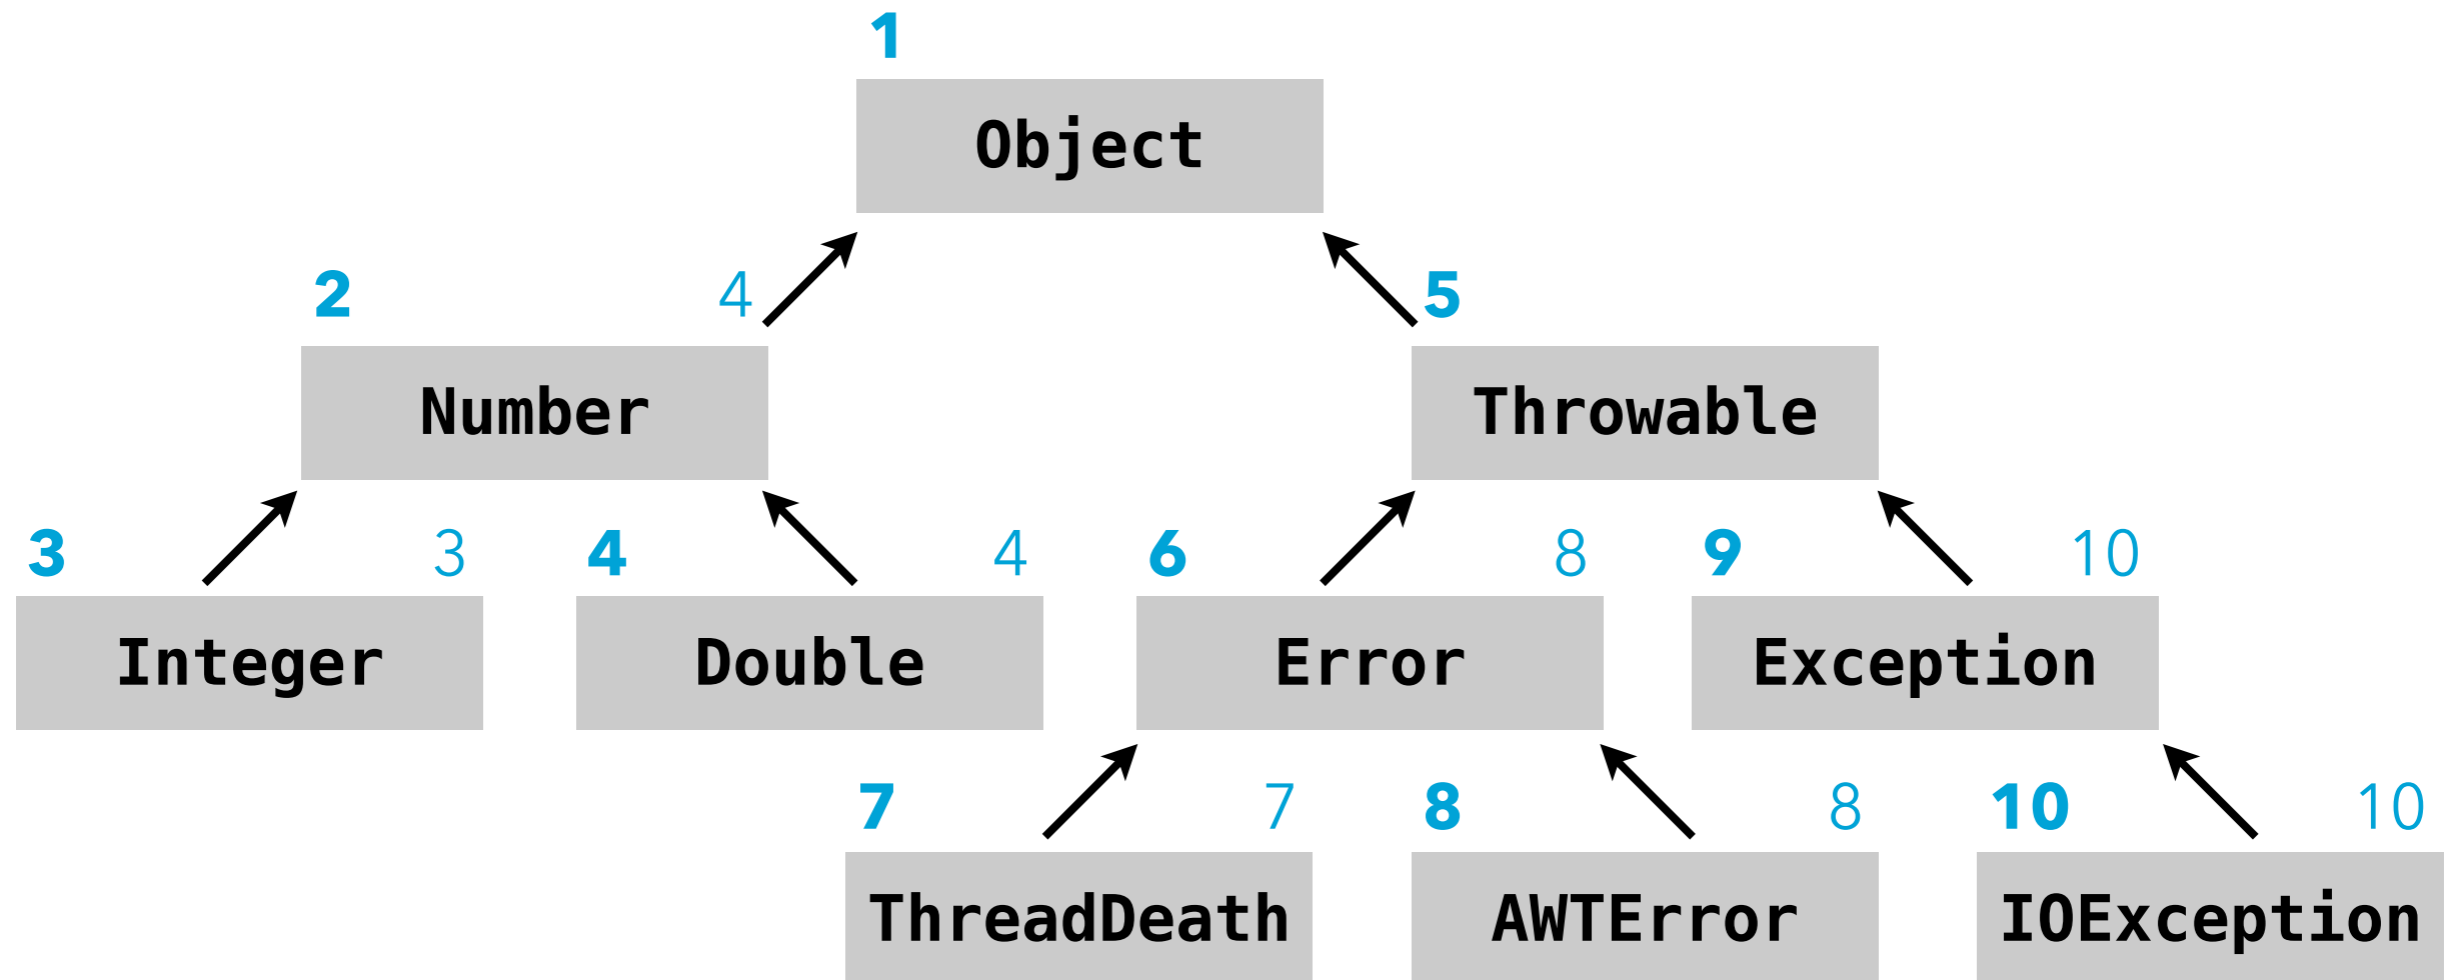 1
Object
2 4 5
Number Throwable
3 3 4 4 6 8 9 10
Integer Double Error Exception
7 7 8 8 10 10
ThreadDeath AWTError IOException